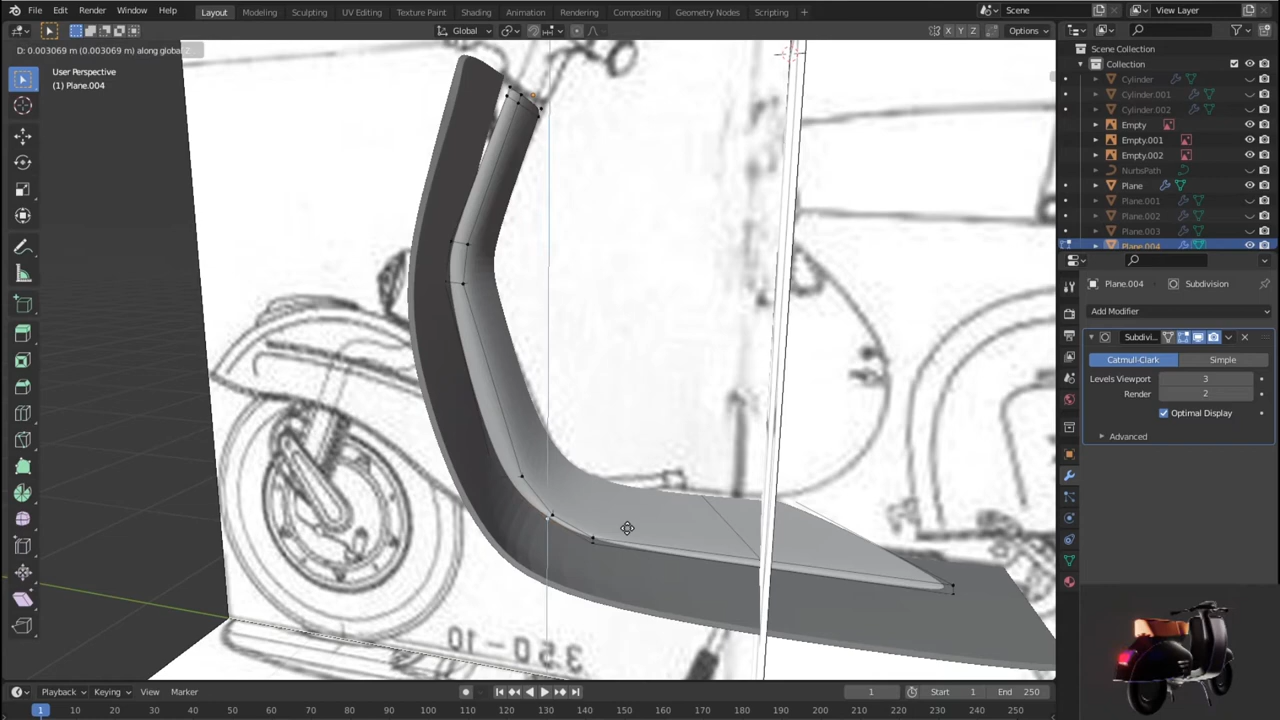 File Edit Render Window Help Layout Modeling Sculpting UV Editing Texture Paint Shading Animation Rendering Compositing Geometry Nodes Scripting + Scene View Layer
Global X Y Z Options
D: 0.003069 m (0.003069 m) along global Z
User Perspective
(1) Plane.004
Scene Collection
Collection
Cylinder
Cylinder.001
Cylinder.002
Empty
Empty.001
Empty.002
NurbsPath
Plane
Plane.001
Plane.002
Plane.003
Plane.004
Plane.004 Subdivision
Add Modifier
Subdivi...
Catmull-Clark Simple
Levels Viewport 3
Render 2
Optimal Display
Advanced
350-10
Playback Keying View Marker 1 Start 1 End 250
1 10 20 30 40 50 60 70 80 90 100 110 120 130 140 150 160 170 180 190 200 210 220 230 240 250